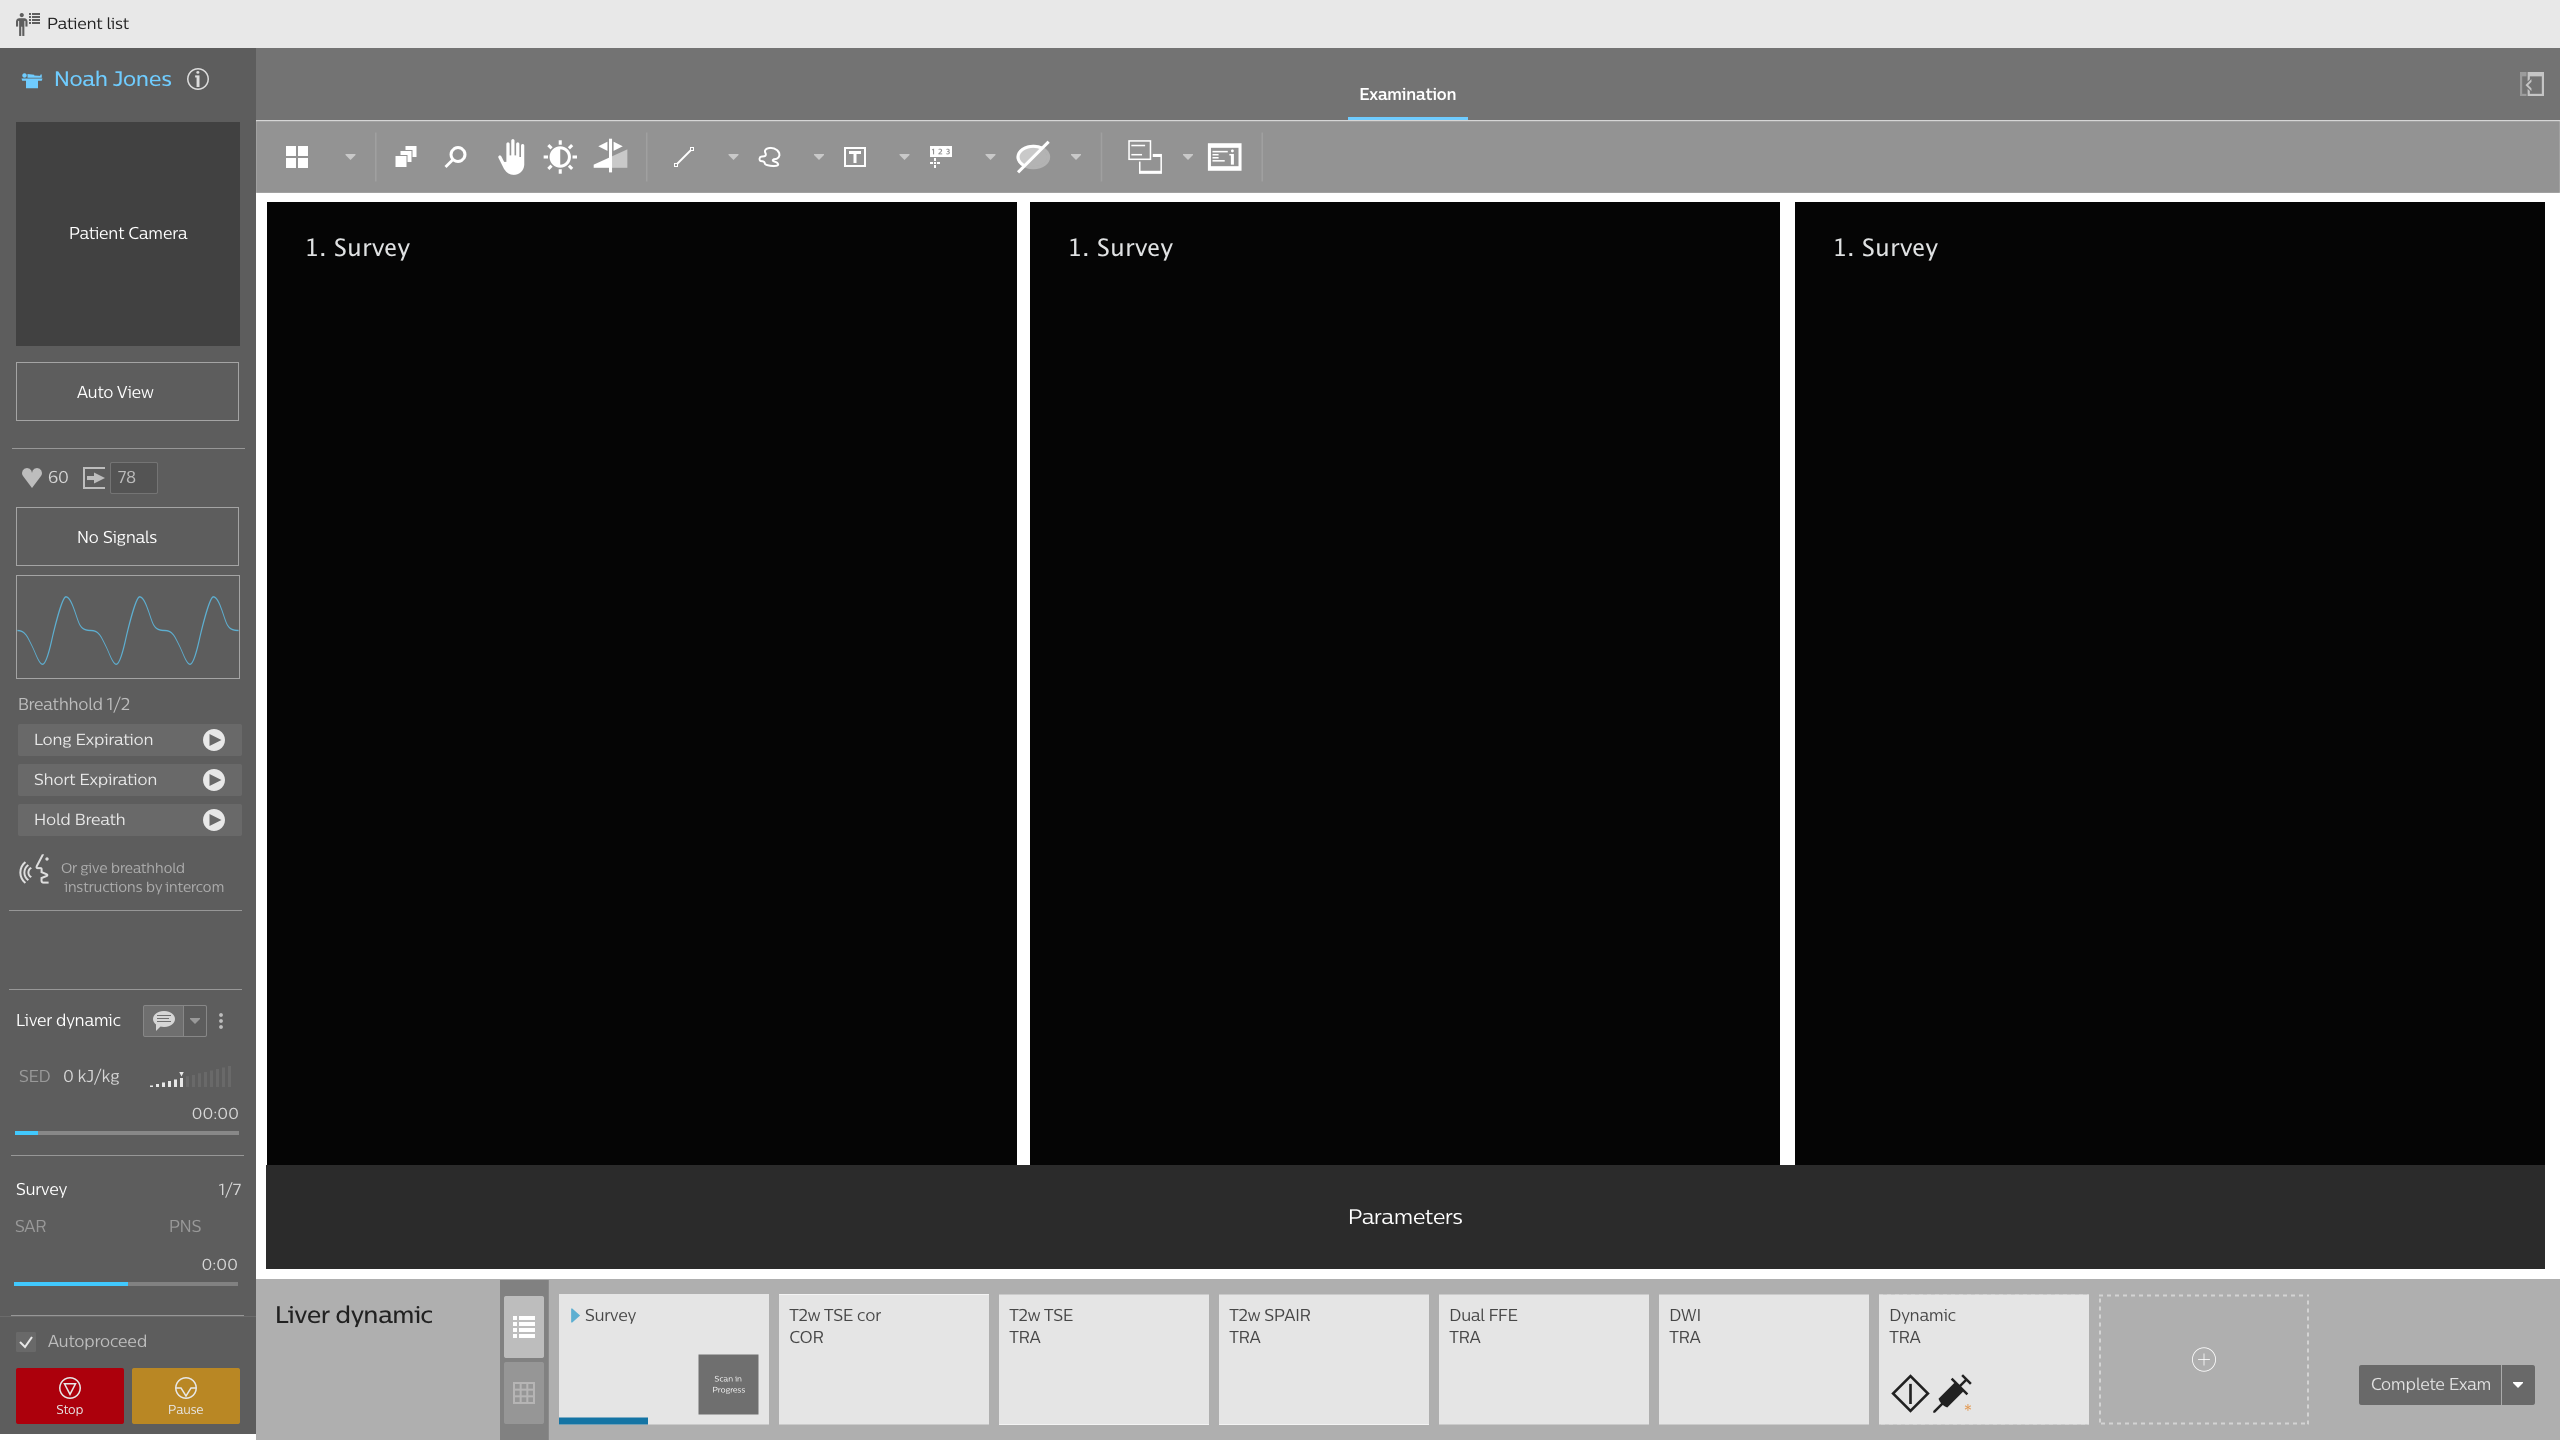 Patient list
Noah Jones
Examination
Patient Camera
Auto View
60
78
No Signals
Breathhold 1/2
Long Expiration
Short Expiration
Hold Breath
Or give breathhold
instructions by intercom
Liver dynamic
SED 0 kJ/kg
00:00
Survey 1/7
SAR PNS
0:00
Autoproceed
Stop
Pause
T
1 2 3
1. Survey
1. Survey
1. Survey
Parameters
Liver dynamic
Survey
Scan in
Progress
T2w TSE cor
COR
T2w TSE
TRA
T2w SPAIR
TRA
Dual FFE
TRA
DWI
TRA
Dynamic
TRA
Complete Exam